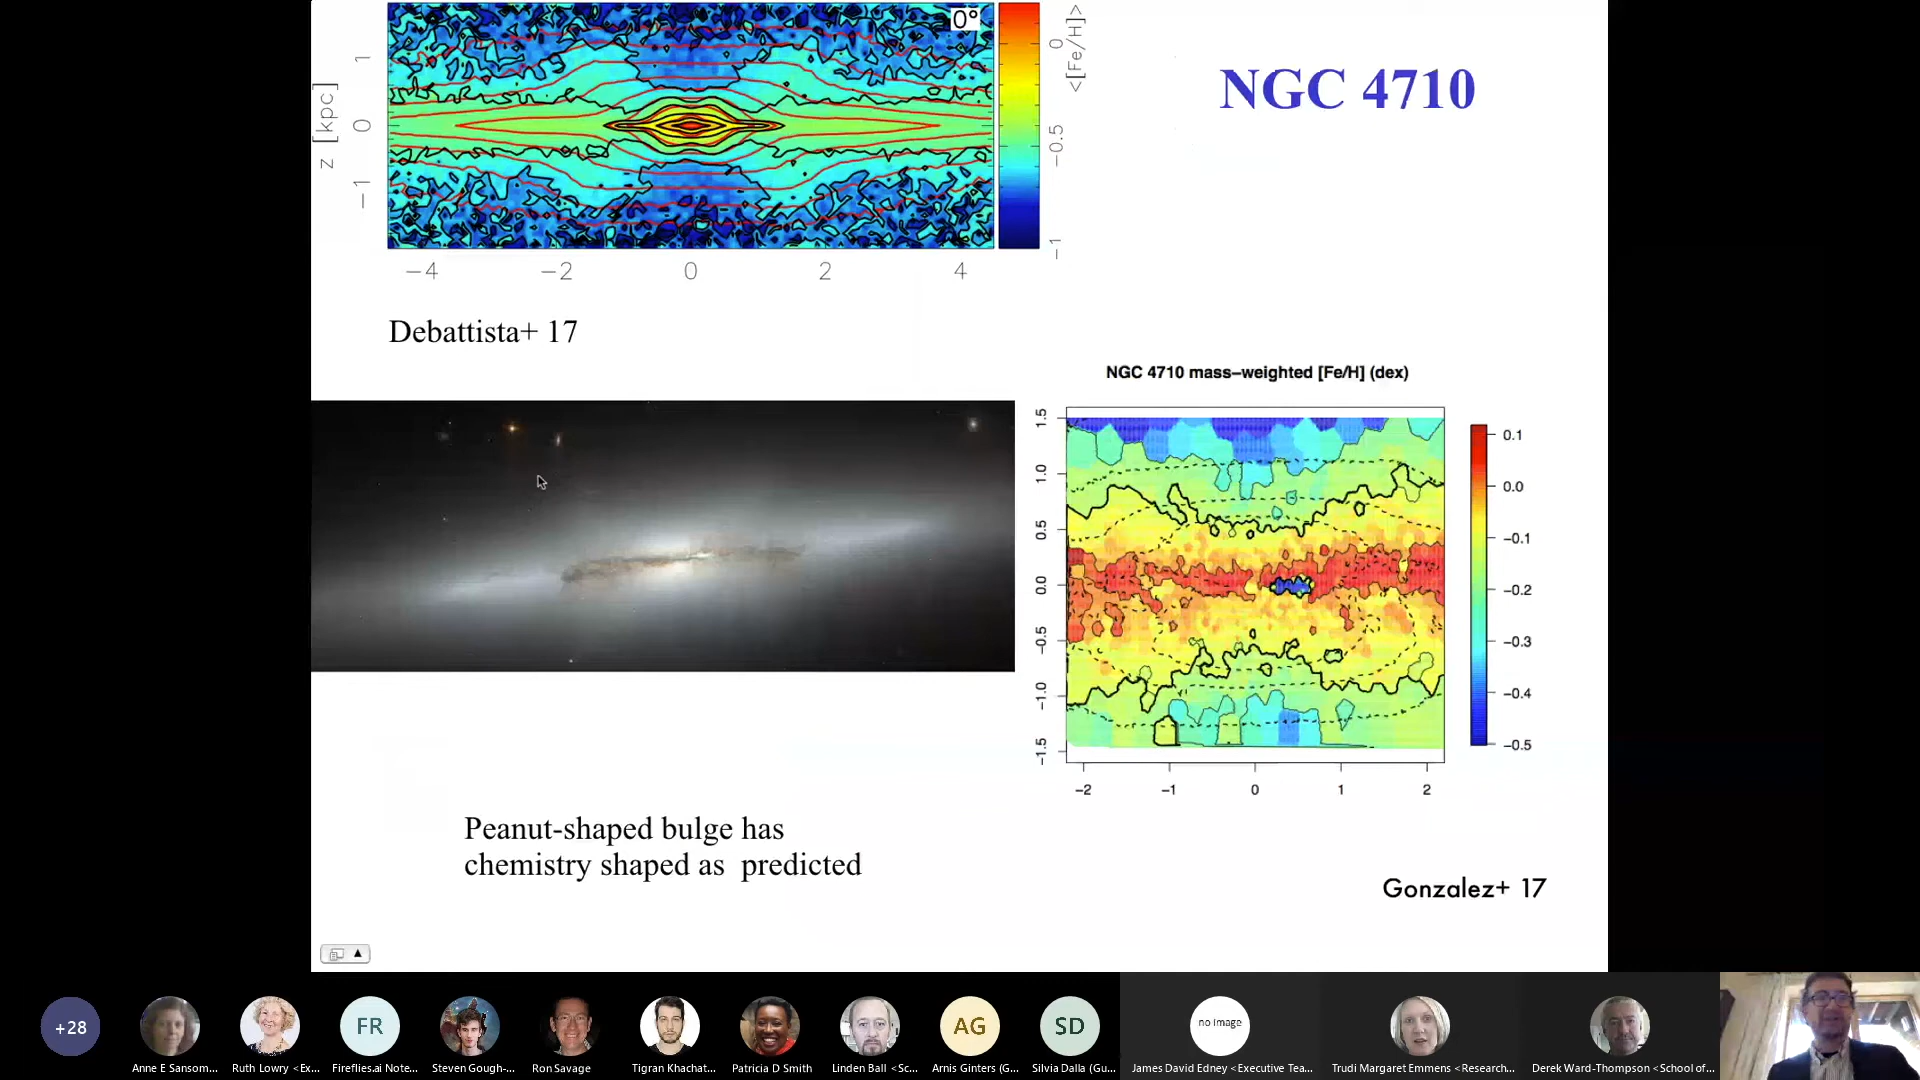 0°
<[Fe/H]>
0
−0.5
−1
z [kpc]
1
0
−1
−4
−2
0
2
4
NGC 4710
Debattista+ 17
NGC 4710 mass−weighted [Fe/H] (dex)
1.5
1.0
0.5
0.0
−0.5
−1.0
−1.5
−2
−1
0
1
2
0.1
0.0
−0.1
−0.2
−0.3
−0.4
−0.5
Peanut-shaped bulge has
chemistry shaped as predicted
Gonzalez+ 17
+28
FR
AG
SD
no image
Anne E Sansom...
Ruth Lowry <Ex...
Fireflies.ai Note...
Steven Gough-...
Ron Savage
Tigran Khachat...
Patricia D Smith
Linden Ball <Sc...
Arnis Ginters (G...
Silvia Dalla (Gu...
James David Edney <Executive Tea...
Trudi Margaret Emmens <Research...
Derek Ward-Thompson <School of...